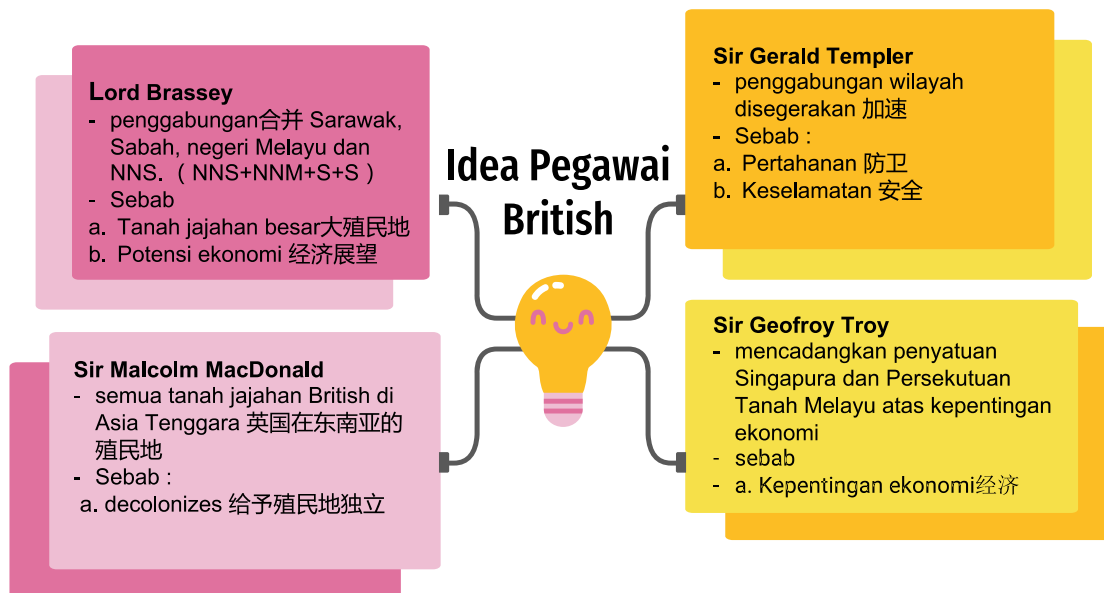 Idea Pegawai
British
Lord Brassey
- penggabungan合并 Sarawak,
Sabah, negeri Melayu dan
NNS. ( NNS+NNM+S+S )
- Sebab
a. Tanah jajahan besar大殖民地
b. Potensi ekonomi 经济展望
Sir Gerald Templer
- penggabungan wilayah
disegerakan 加速
- Sebab :
a. Pertahanan 防卫
b. Keselamatan 安全
Sir Malcolm MacDonald
- semua tanah jajahan British di
Asia Tenggara 英国在东南亚的
殖民地
- Sebab :
a. decolonizes 给予殖民地独立
Sir Geofroy Troy
- mencadangkan penyatuan
Singapura dan Persekutuan
Tanah Melayu atas kepentingan
ekonomi
- sebab
- a. Kepentingan ekonomi经济